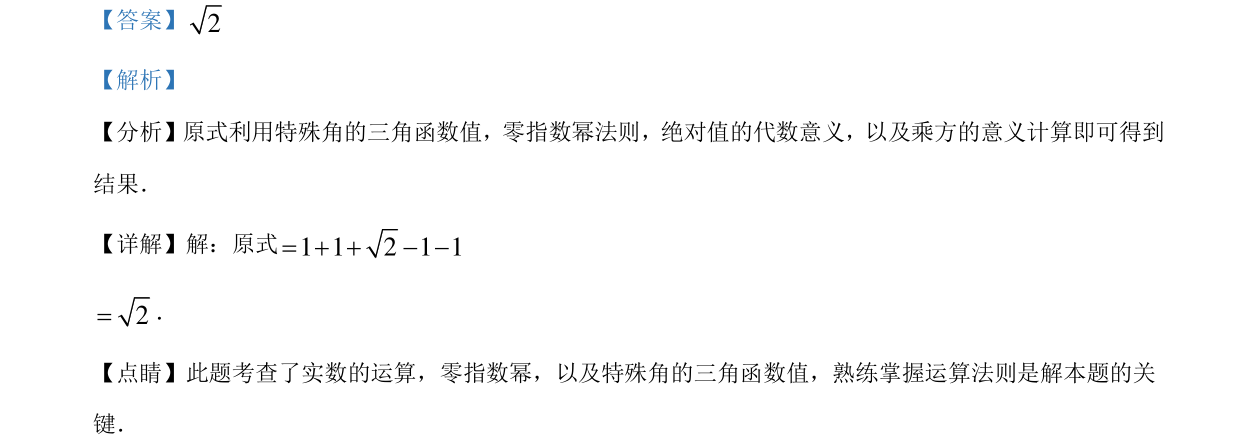 【答案】√2
【解析】
【分析】原式利用特殊角的三角函数值，零指数幂法则，绝对值的代数意义，以及乘方的意义计算即可得到
结果．
【详解】解：原式=1+1+√2-1-1
=√2．
【点睛】此题考查了实数的运算，零指数幂，以及特殊角的三角函数值，熟练掌握运算法则是解本题的关
键．